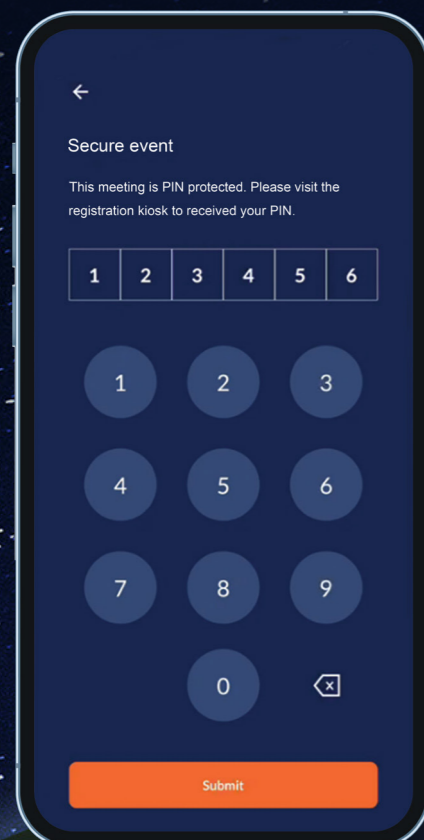 Secure event
This meeting is PIN protected. Please visit the
registration kiosk to received your PIN.
1 2 3 4 5 6
1 2 3
4 5 6
7 8 9
0
Submit